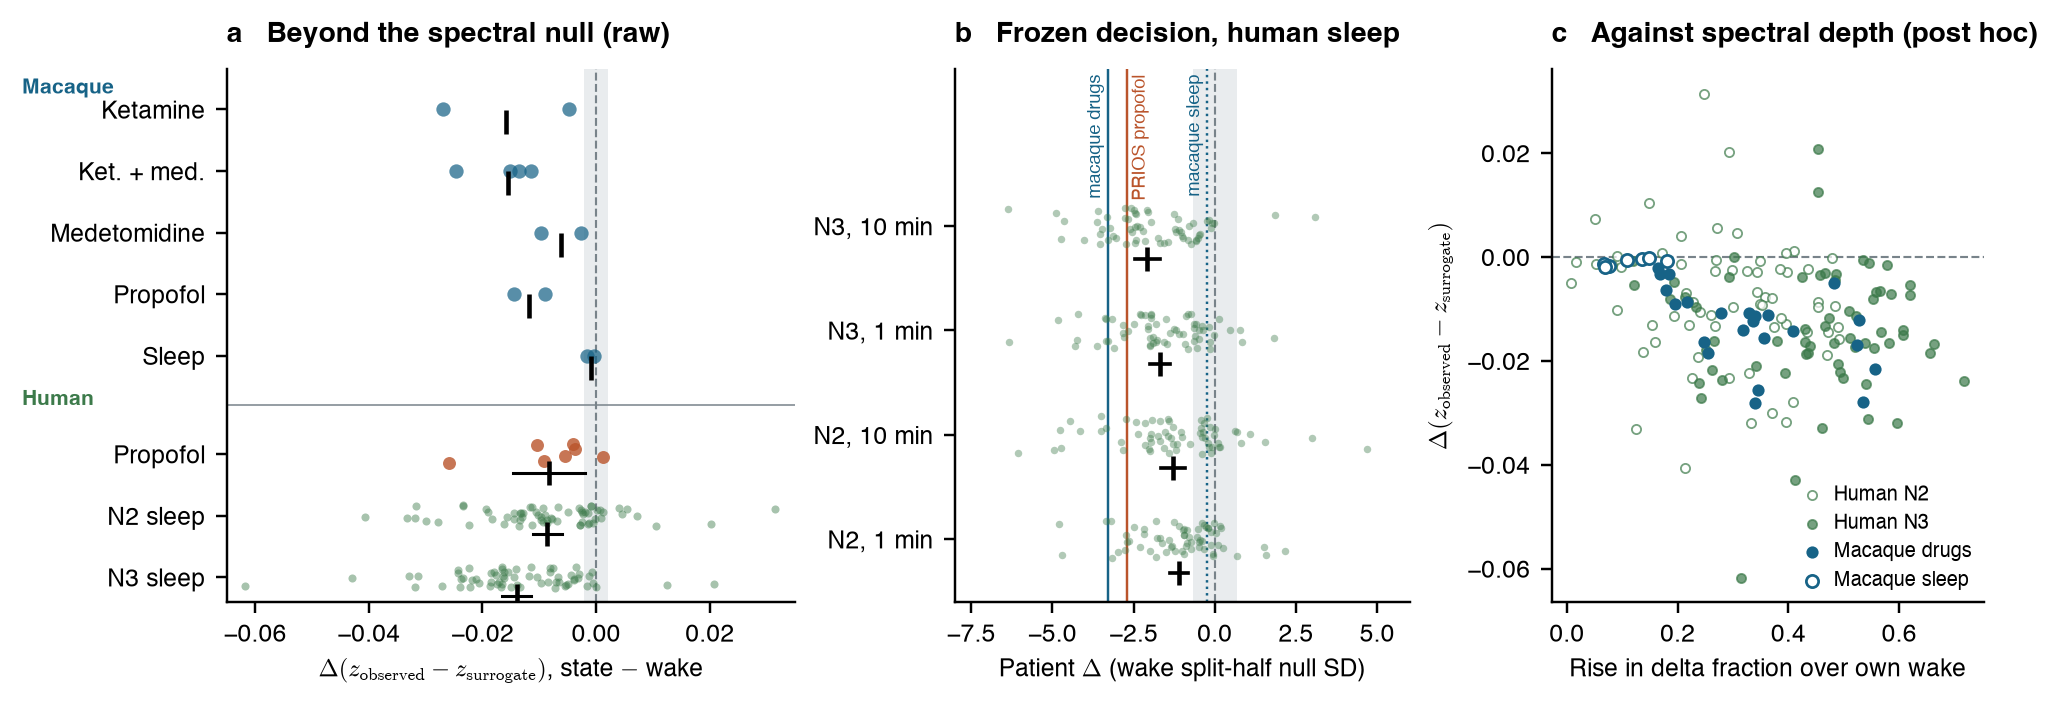 a Beyond the spectral null (raw)
Macaque
Ketamine
Ket. + med.
Medetomidine
Propofol
Sleep
Human
Propofol
N2 sleep
N3 sleep
−0.06 −0.04 −0.02 0.00 0.02
Δ(z_observed − z_surrogate), state − wake
b Frozen decision, human sleep
macaque drugs
PRIOS propofol
macaque sleep
N3, 10 min
N3, 1 min
N2, 10 min
N2, 1 min
−7.5 −5.0 −2.5 0.0 2.5 5.0
Patient Δ (wake split-half null SD)
c Against spectral depth (post hoc)
Δ(z_observed − z_surrogate)
0.02
0.00
−0.02
−0.04
−0.06
Human N2
Human N3
Macaque drugs
Macaque sleep
0.0 0.2 0.4 0.6
Rise in delta fraction over own wake